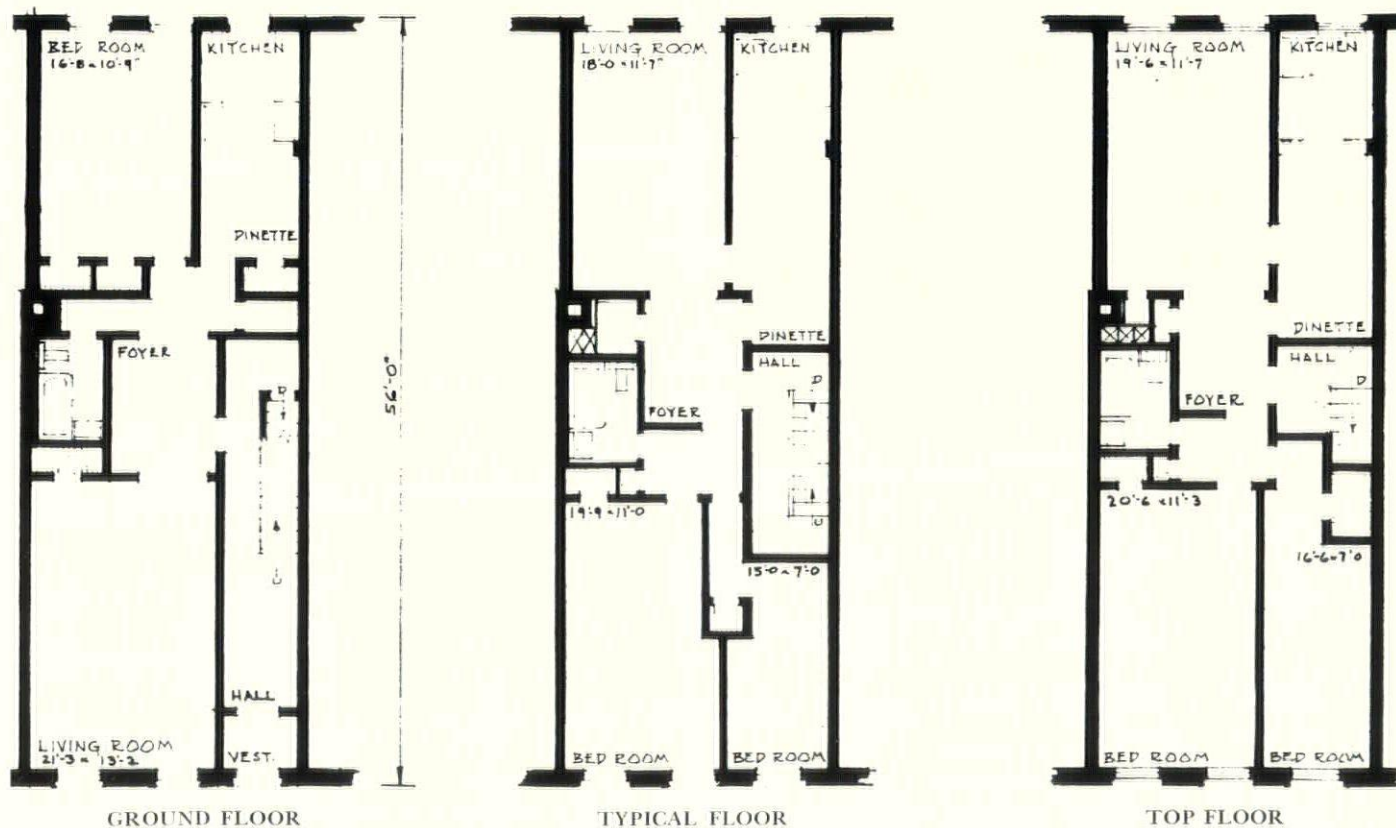 BED ROOM
16'-8 x 10'-9"
KITCHEN
DINETTE
FOYER
D
U
HALL
LIVING ROOM
21'-3 x 13'-2
VEST.
56'-0"
GROUND FLOOR
LIVING ROOM
18'-0 x 11'-7"
KITCHEN
DINETTE
HALL
D
FOYER
U
19'-9 x 11'-0
15'-0 x 7'-0
BED ROOM
BED ROOM
TYPICAL FLOOR
LIVING ROOM
19'-6 x 11'-7
KITCHEN
DINETTE
HALL
D
FOYER
20'-6 x 11'-3
16'-6 x 7'0
BED ROOM
BED ROOM
TOP FLOOR